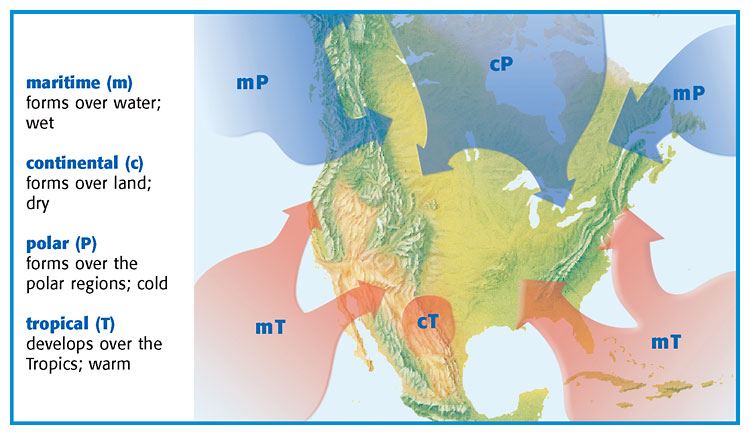 maritime (m)
forms over water;
wet
continental (c)
forms over land;
dry
polar (P)
forms over the
polar regions; cold
tropical (T)
develops over the
Tropics; warm
mP
cP
mP
mT
cT
mT